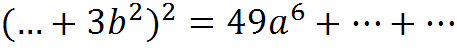 (… + 3b²)² = 49a⁶ + ⋯ + ⋯